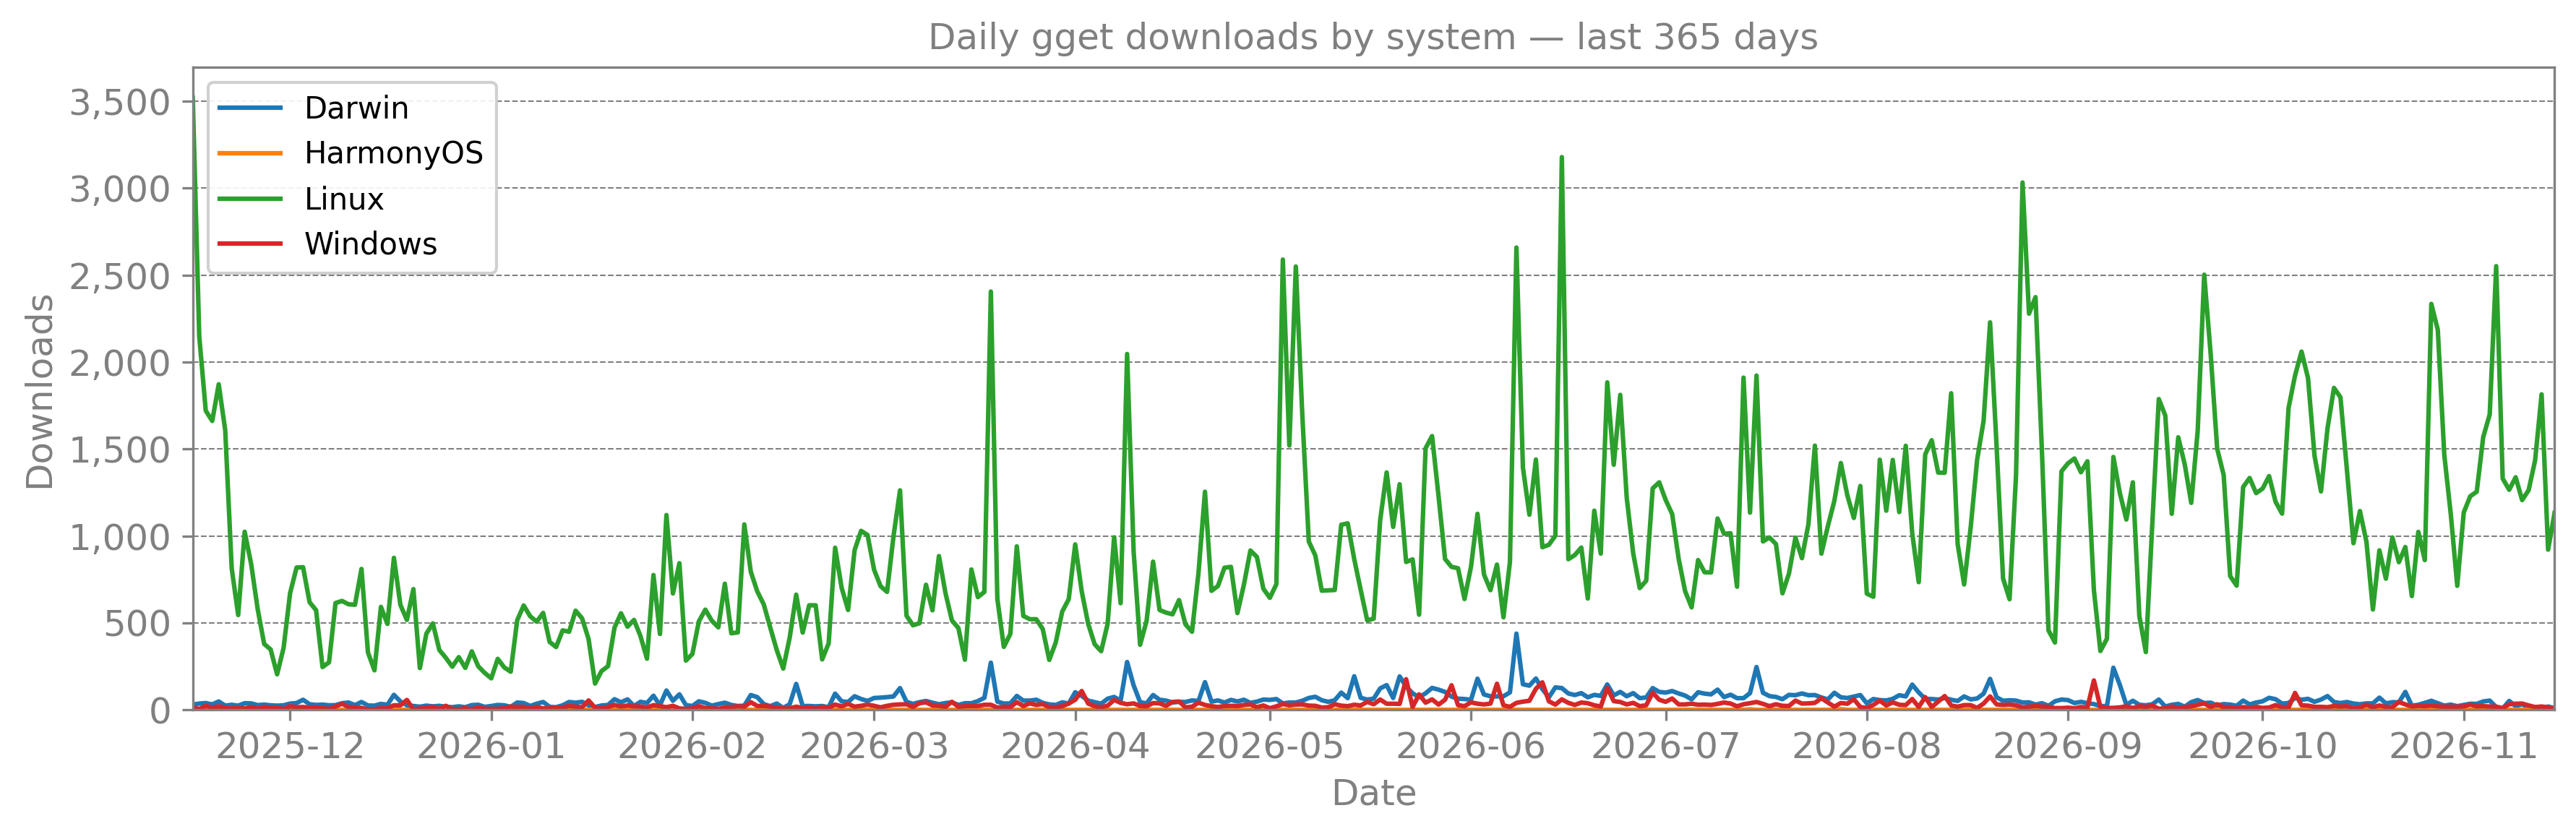 Daily gget downloads by system — last 365 days
Downloads
3,500
3,000
2,500
2,000
1,500
1,000
500
0
Darwin
HarmonyOS
Linux
Windows
2025-12 2026-01 2026-02 2026-03 2026-04 2026-05 2026-06 2026-07 2026-08 2026-09 2026-10 2026-11
Date